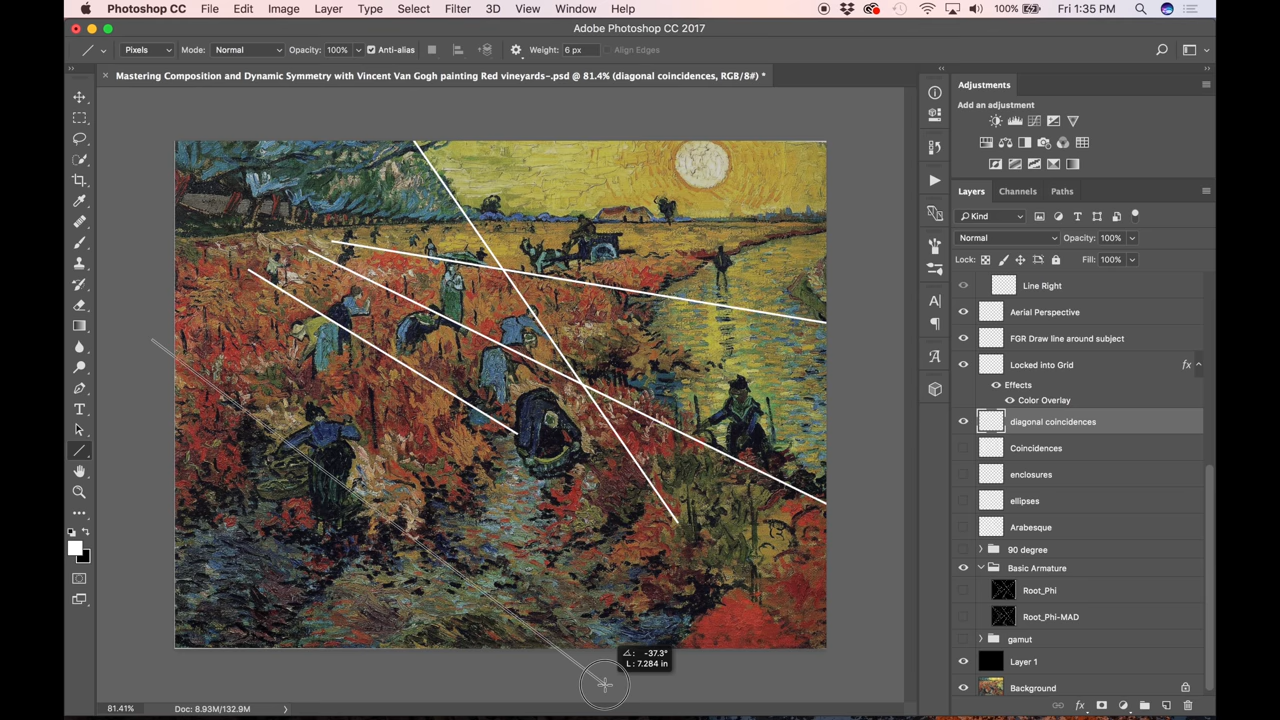 Photoshop CC File Edit Image Layer Type Select Filter 3D View Window Help 100% Fri 1:35 PM
Adobe Photoshop CC 2017
Pixels Mode: Normal Opacity: 100% Anti-alias Weight: 6 px Align Edges
Mastering Composition and Dynamic Symmetry with Vincent Van Gogh painting Red vineyards-.psd @ 81.4% (diagonal coincidences, RGB/8#) *
Adjustments
Add an adjustment
Layers Channels Paths
Kind
Normal Opacity: 100%
Lock: Fill: 100%
Line Right
Aerial Perspective
FGR Draw line around subject
Locked into Grid fx
Effects
Color Overlay
diagonal coincidences
Coincidences
enclosures
ellipses
Arabesque
90 degree
Basic Armature
Root_Phi
Root_Phi-MAD
gamut
Layer 1
Background
-37.3°
L: 7.284 in
81.41% Doc: 8.93M/132.9M